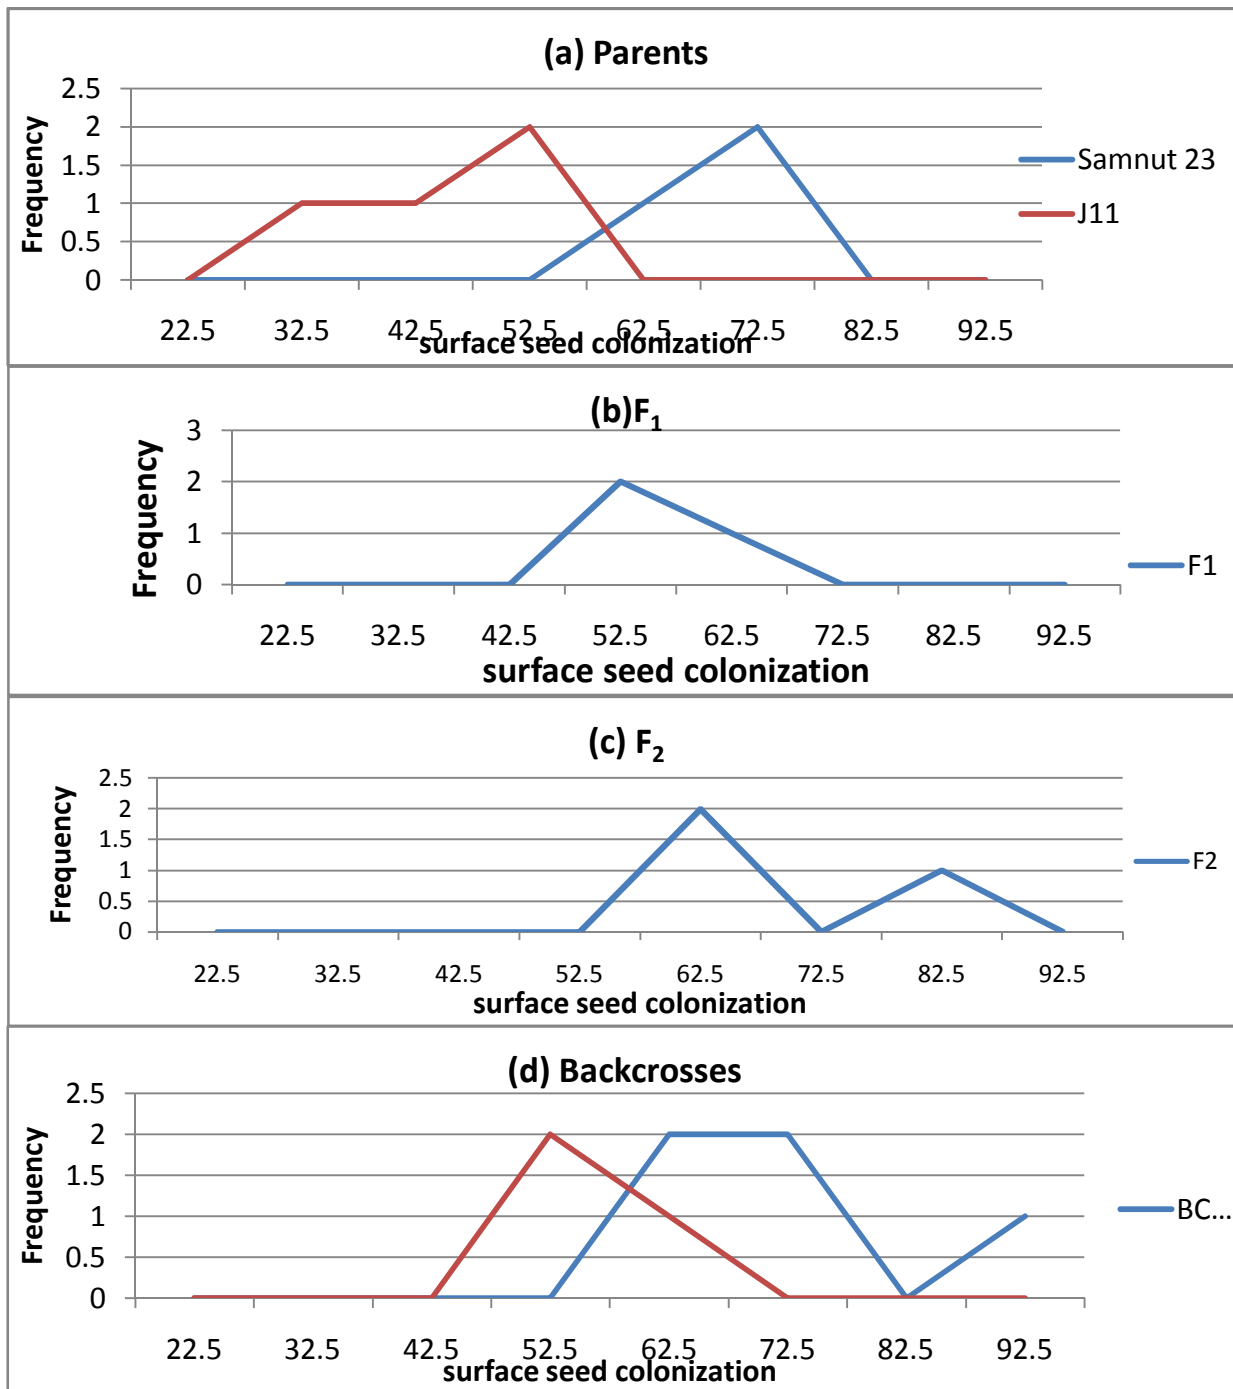 (a) Parents
Frequency
2.5
2
1.5
1
0.5
0
22.5 32.5 42.5 52.5 62.5 72.5 82.5 92.5
surface seed colonization
Samnut 23
J11
(b)F₁
Frequency
3
2
1
0
22.5 32.5 42.5 52.5 62.5 72.5 82.5 92.5
surface seed colonization
F1
(c) F₂
Frequency
2.5
2
1.5
1
0.5
0
22.5 32.5 42.5 52.5 62.5 72.5 82.5 92.5
surface seed colonization
F2
(d) Backcrosses
Frequency
2.5
2
1.5
1
0.5
0
22.5 32.5 42.5 52.5 62.5 72.5 82.5 92.5
surface seed colonization
BC...